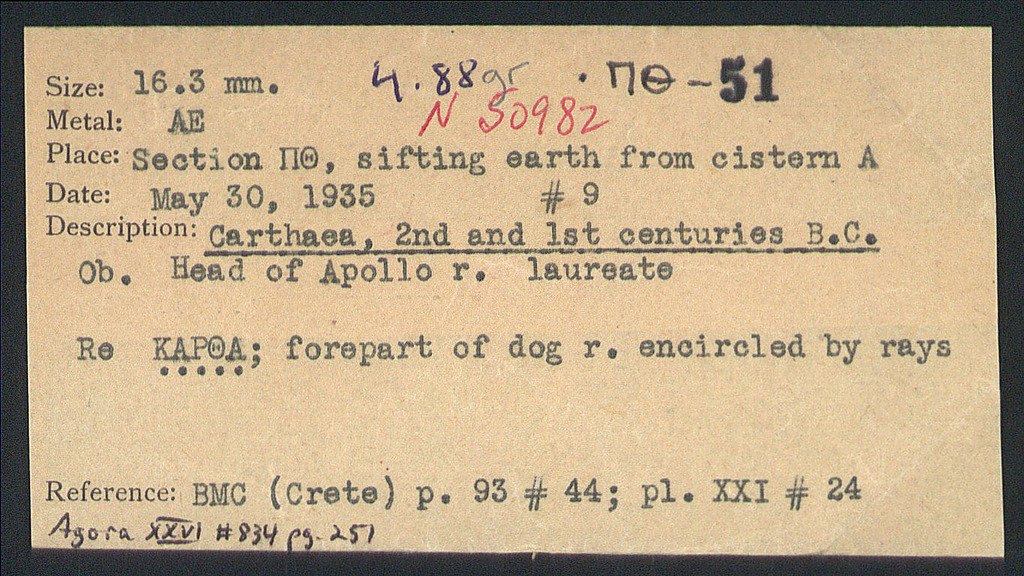 Size: 16.3 mm. 4.88gr · ΠΘ-51
Metal: AE N 50982
Place: Section ΠΘ, sifting earth from cistern A
Date: May 30, 1935 # 9
Description: Carthaea, 2nd and 1st centuries B.C.
Ob. Head of Apollo r. laureate
Re ΚΑΡΘΑ; forepart of dog r. encircled by rays
Reference: BMC (Crete) p. 93 # 44; pl. XXI # 24
Agora XXVI #834 pg. 251